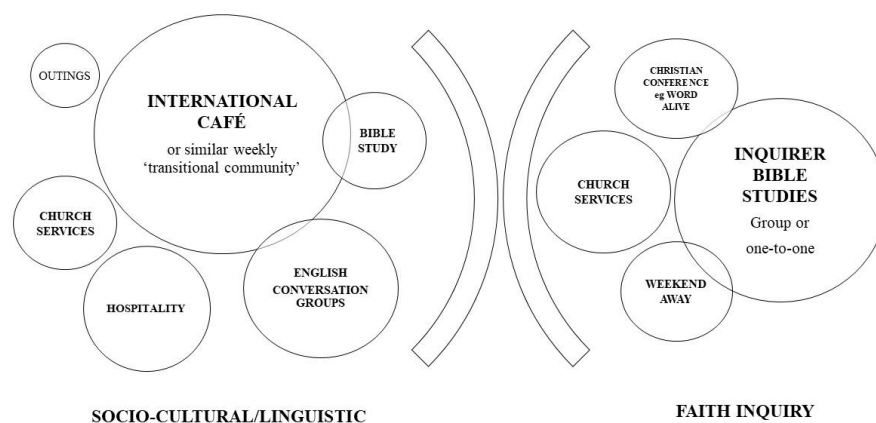 OUTINGS
INTERNATIONAL
CAFÉ
or similar weekly
‘transitional community’
BIBLE
STUDY
CHURCH
SERVICES
HOSPITALITY
ENGLISH
CONVERSATION
GROUPS
SOCIO-CULTURAL/LINGUISTIC
CHRISTIAN
CONFERENCE
eg WORD
ALIVE
CHURCH
SERVICES
INQUIRER
BIBLE
STUDIES
Group or
one-to-one
WEEKEND
AWAY
FAITH INQUIRY